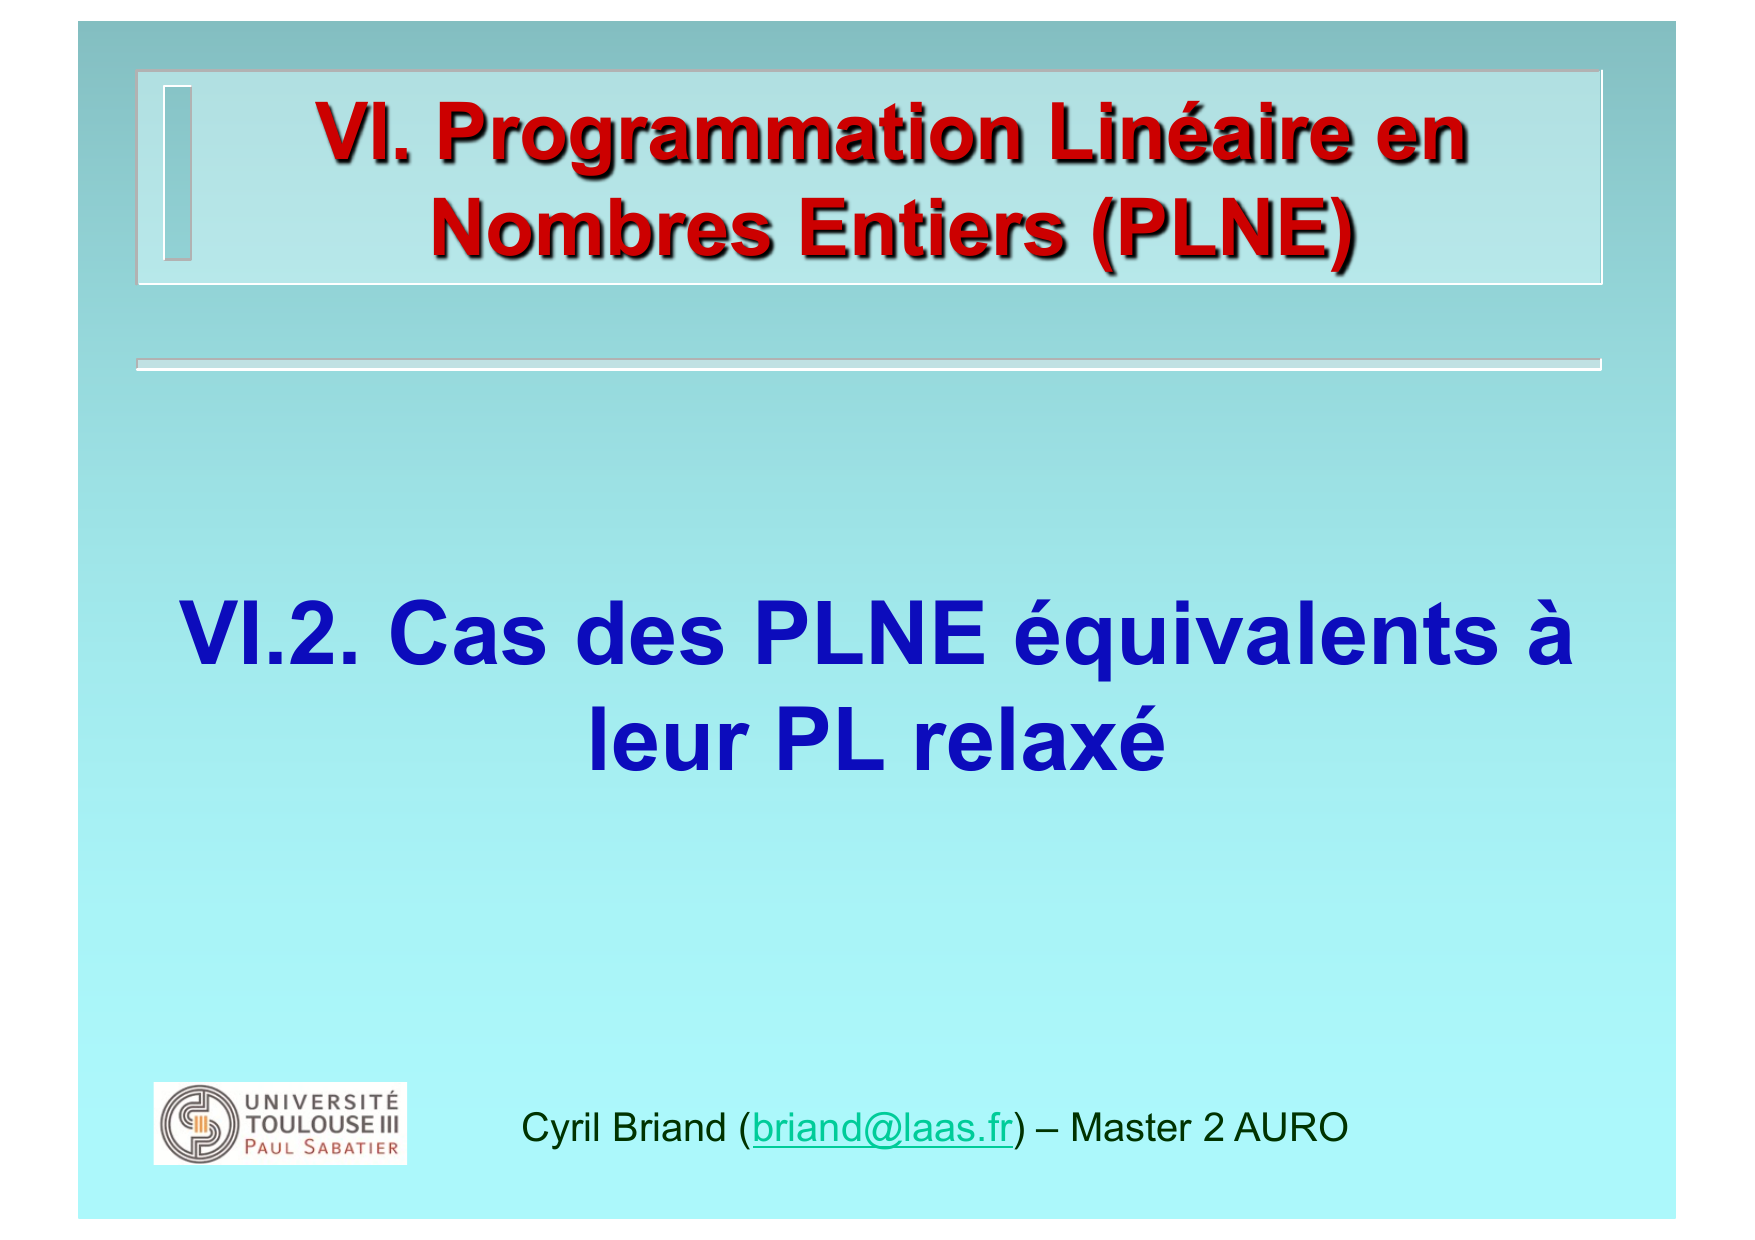 VI. Programmation Linéaire en
Nombres Entiers (PLNE)
VI.2. Cas des PLNE équivalents à
leur PL relaxé
UNIVERSITÉ
TOULOUSE III
PAUL SABATIER
Cyril Briand (briand@laas.fr) – Master 2 AURO